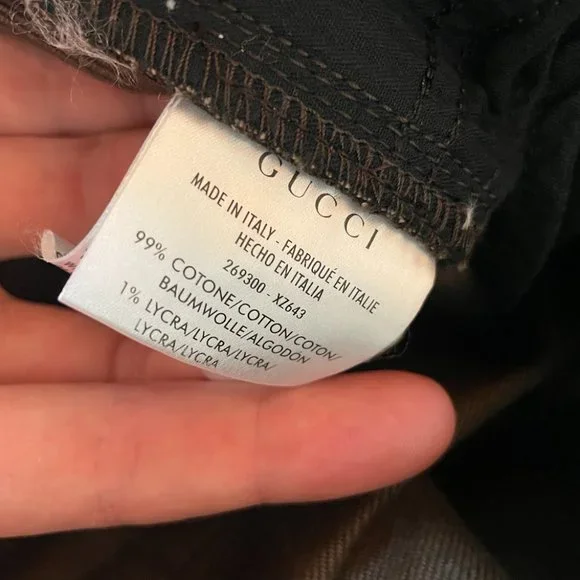 GUCCI
MADE IN ITALY - FABRIQUÉ EN ITALIE
HECHO EN ITALIA
269300 - XZ643
99% COTONE/COTTON/COTON/
BAUMWOLLE/ALGODON
1% LYCRA/LYCRA/LYCRA/
LYCRA/LYCRA